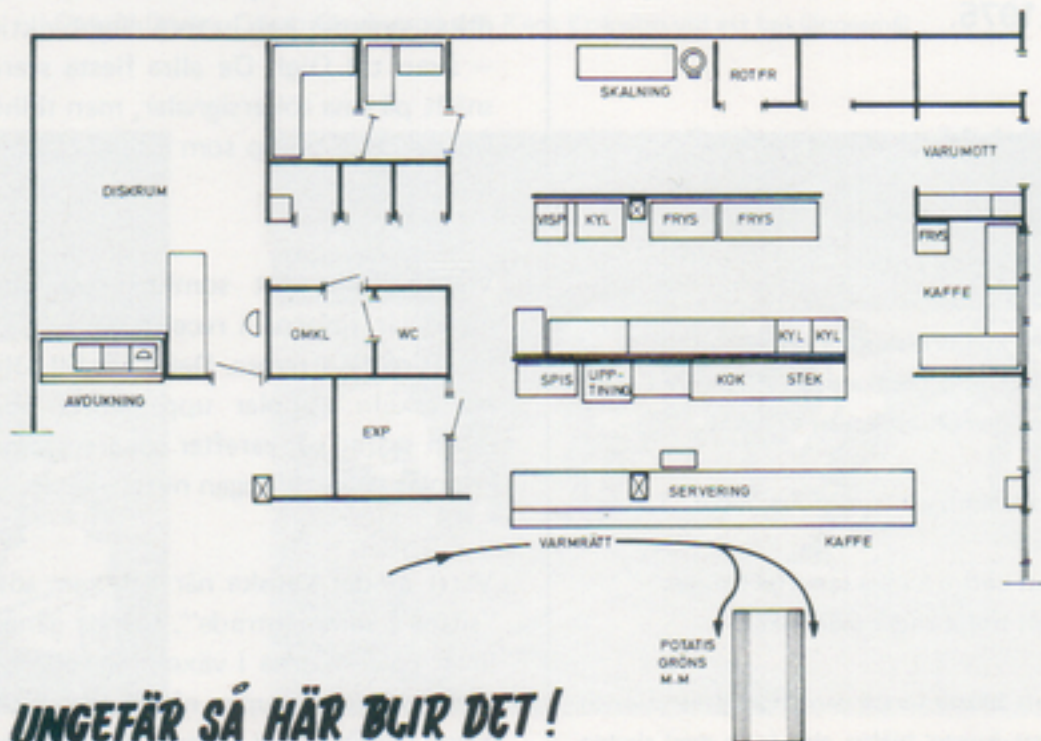 1975.
SKALNING
ROTFR
DISKRUM
VARUMOTT
VISP KYL FRYS FRYS
FRYS
KAFFE
OMKL WC
KYL KYL
SPIS UPP-
TINING KOK STEK
AVDUKNING
EXP
SERVERING
VARMRÄTT KAFFE
POTATIS
GRÖNS
M.M
UNGEFÄR SÅ HÄR BLIR DET!